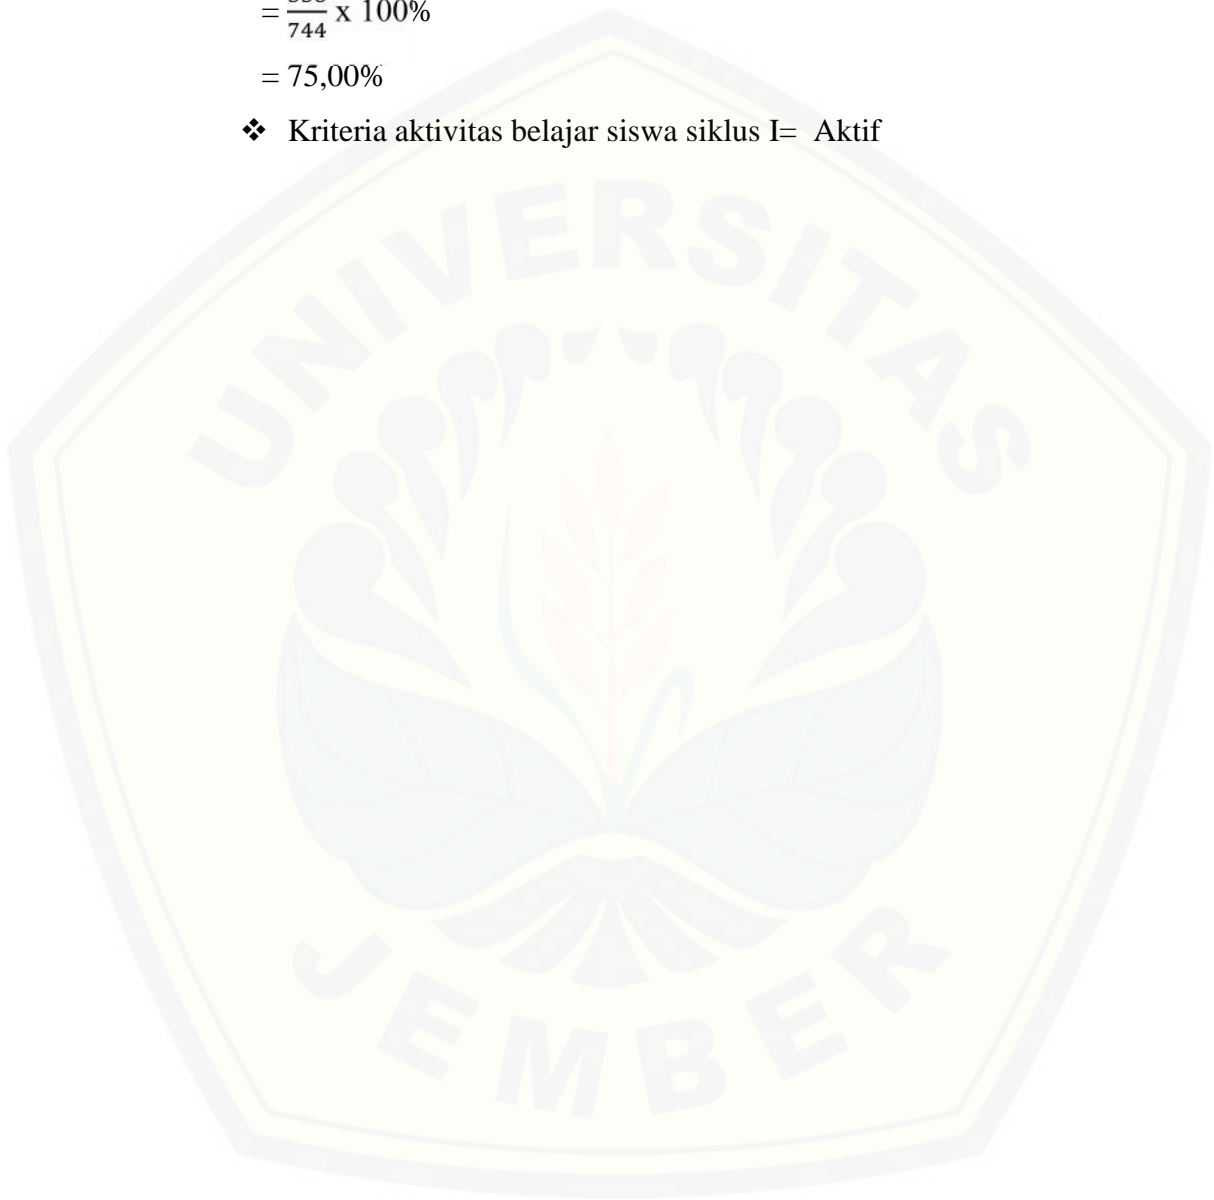 = 744 x 100%
= 75,00%
❖ Kriteria aktivitas belajar siswa siklus I= Aktif
UNIVERSITAS
JEMBER